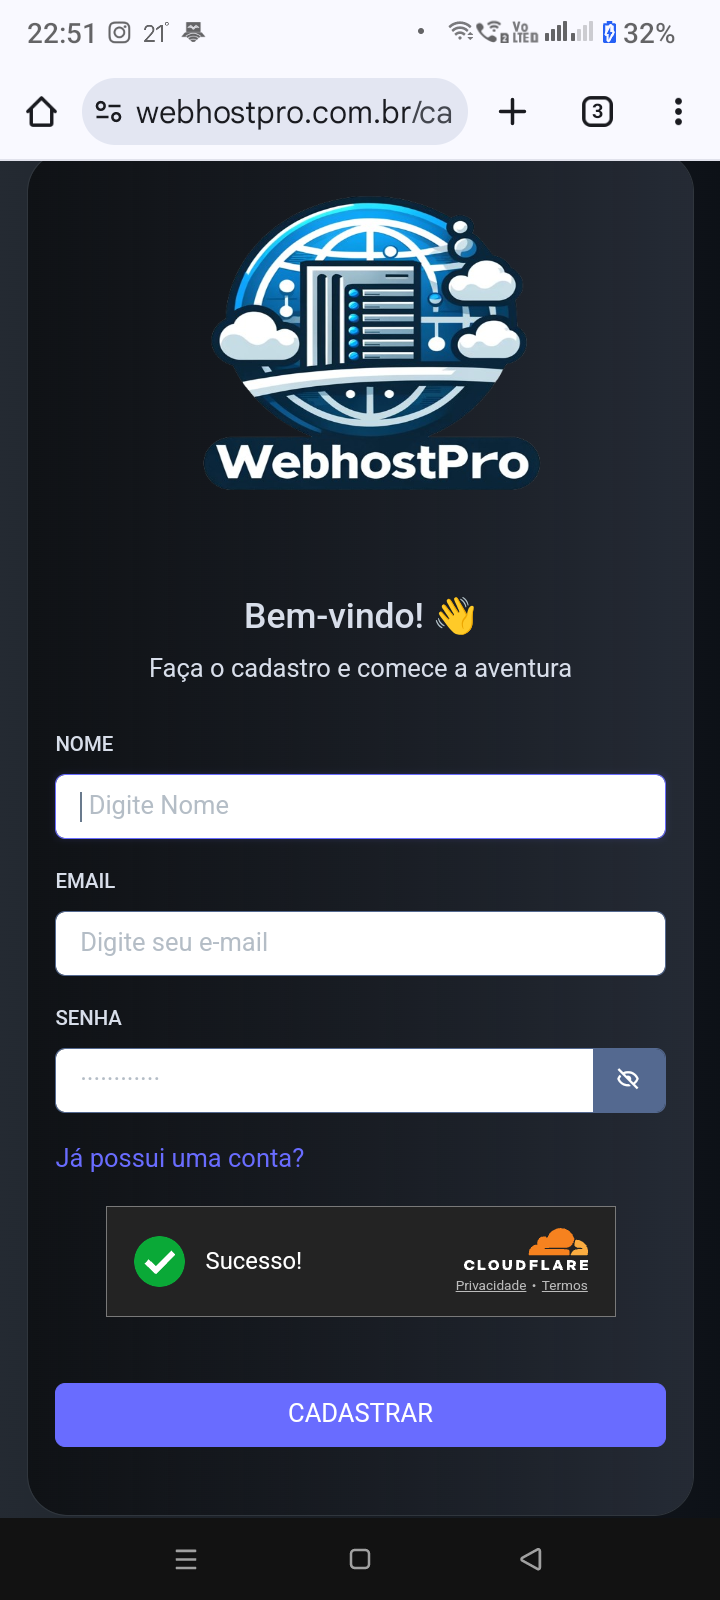 22:51 21° 32%
webhostpro.com.br/ca 3
WebhostPro
Bem-vindo! 👋
Faça o cadastro e comece a aventura
NOME
Digite Nome
EMAIL
Digite seu e-mail
SENHA
············
Já possui uma conta?
Sucesso!
CLOUDFLARE
Privacidade • Termos
CADASTRAR